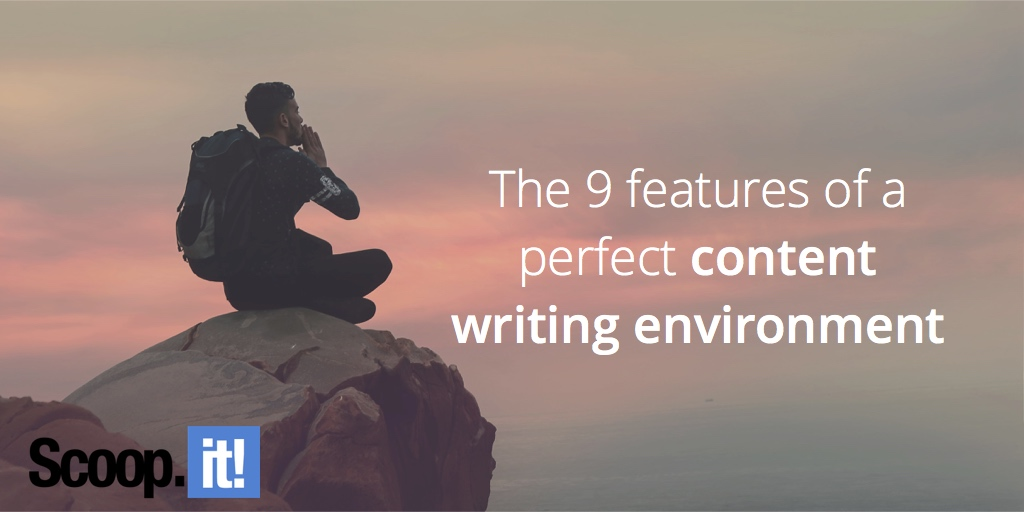 The 9 features of a
perfect content
writing environment
Scoop.it!